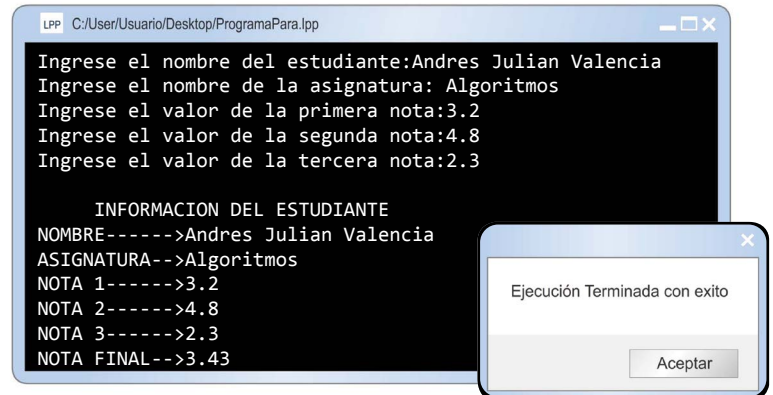 LPP C:/User/Usuario/Desktop/ProgramaPara.lpp
Ingrese el nombre del estudiante:Andres Julian Valencia
Ingrese el nombre de la asignatura: Algoritmos
Ingrese el valor de la primera nota:3.2
Ingrese el valor de la segunda nota:4.8
Ingrese el valor de la tercera nota:2.3
INFORMACION DEL ESTUDIANTE
NOMBRE------>Andres Julian Valencia
ASIGNATURA-->Algoritmos
NOTA 1------>3.2
NOTA 2------>4.8
NOTA 3------>2.3
NOTA FINAL-->3.43
Ejecución Terminada con exito
Aceptar